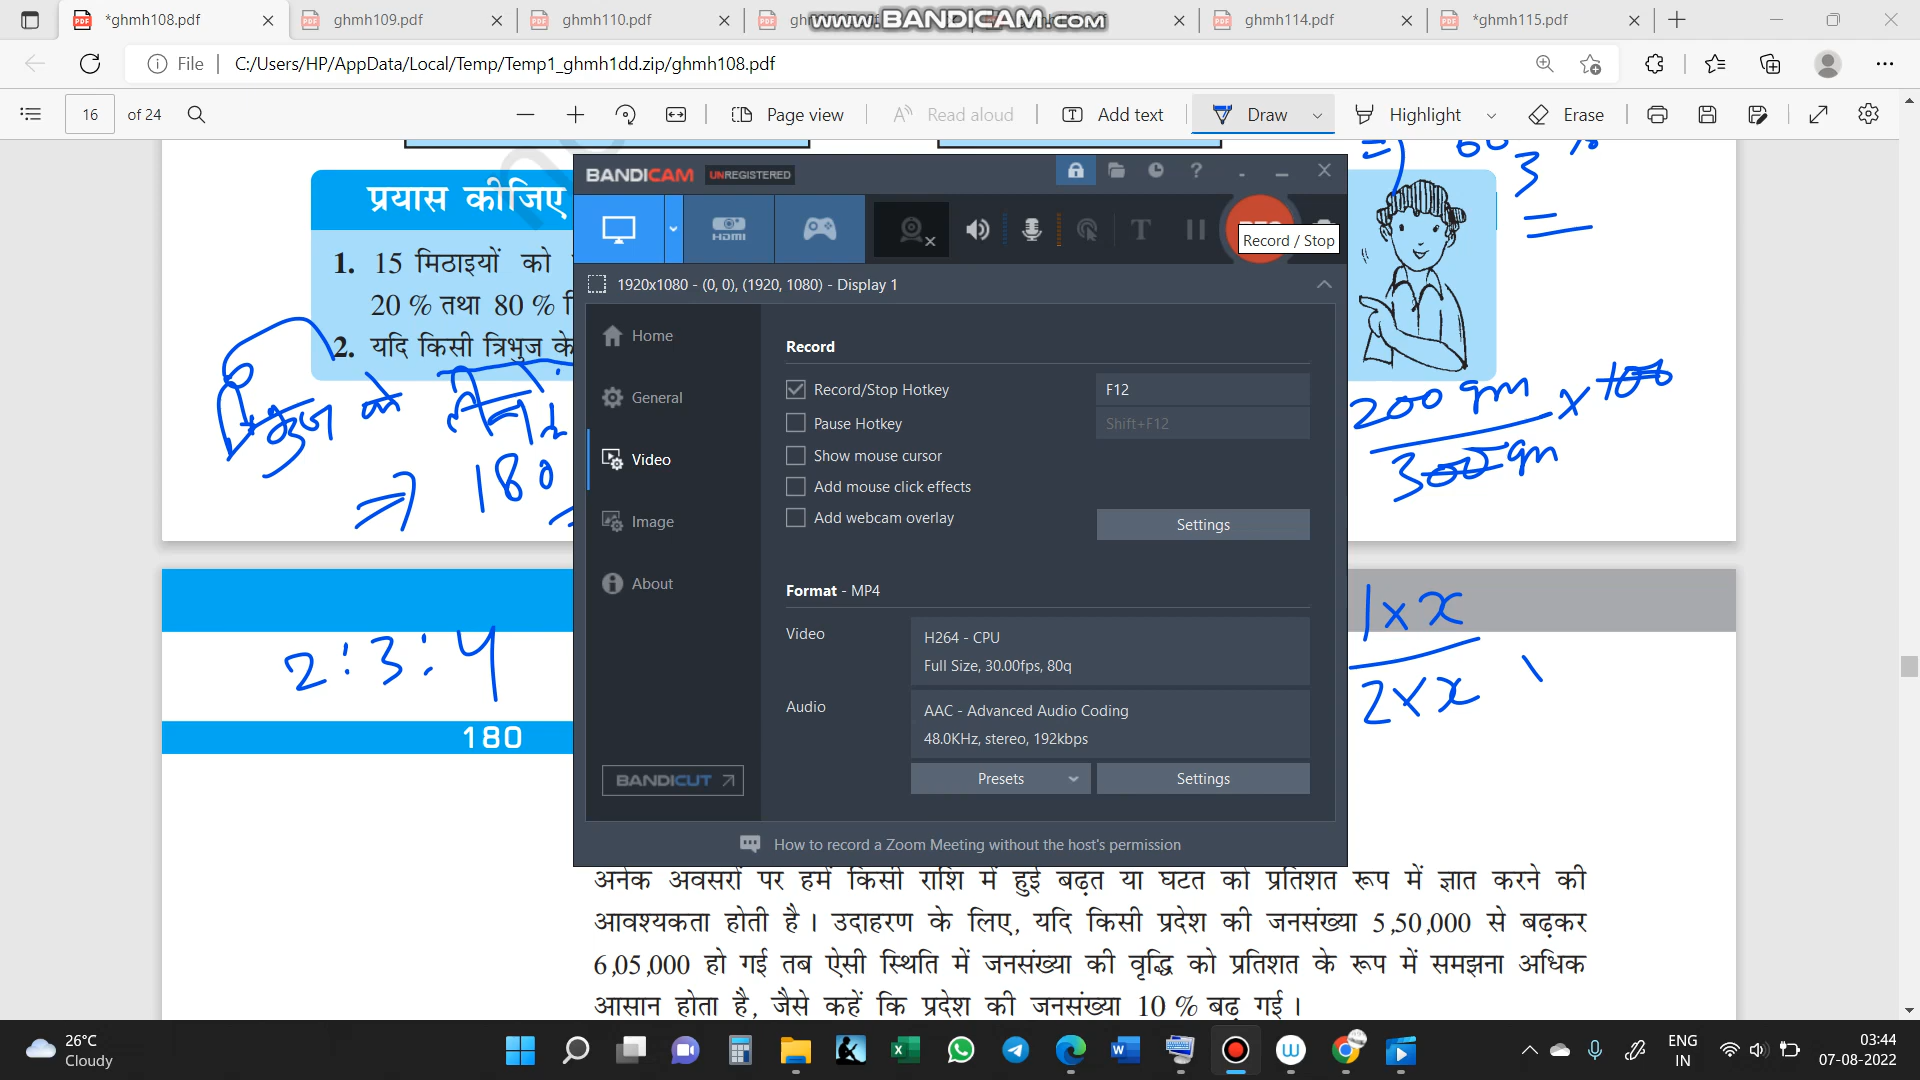 *ghmh108.pdf
ghmh109.pdf
ghmh110.pdf
www.BANDICAM.com
ghmh114.pdf
*ghmh115.pdf
File
C:/Users/HP/AppData/Local/Temp/Temp1_ghmh1dd.zip/ghmh108.pdf
16 of 24
Page view
Read aloud
Add text
Draw
Highlight
Erase
प्रयास कीजिए
1. 15 मिठाइयों को
20 % तथा 80 %
2. यदि किसी त्रिभुज के
180
200 gm × 100
300 gm
3
BANDICAM UNREGISTERED
HDMI
REC
Record / Stop
1920x1080 - (0, 0), (1920, 1080) - Display 1
Home
General
Video
Image
About
BANDICUT
Record
Record/Stop Hotkey F12
Pause Hotkey Shift+F12
Show mouse cursor
Add mouse click effects
Add webcam overlay
Settings
Format - MP4
Video
H264 - CPU
Full Size, 30.00fps, 80q
Audio
AAC - Advanced Audio Coding
48.0KHz, stereo, 192kbps
Presets
Settings
How to record a Zoom Meeting without the host's permission
2:3:4
1 × x
2 × x
180
अनेक अवसरों पर हमें किसी राशि में हुई बढ़त या घटत को प्रतिशत रूप में ज्ञात करने की
आवश्यकता होती है। उदाहरण के लिए, यदि किसी प्रदेश की जनसंख्या 5,50,000 से बढ़कर
6,05,000 हो गई तब ऐसी स्थिति में जनसंख्या की वृद्धि को प्रतिशत के रूप में समझना अधिक
आसान होता है, जैसे कहें कि प्रदेश की जनसंख्या 10 % बढ़ गई।
26°C
Cloudy
ENG
IN
03:44
07-08-2022